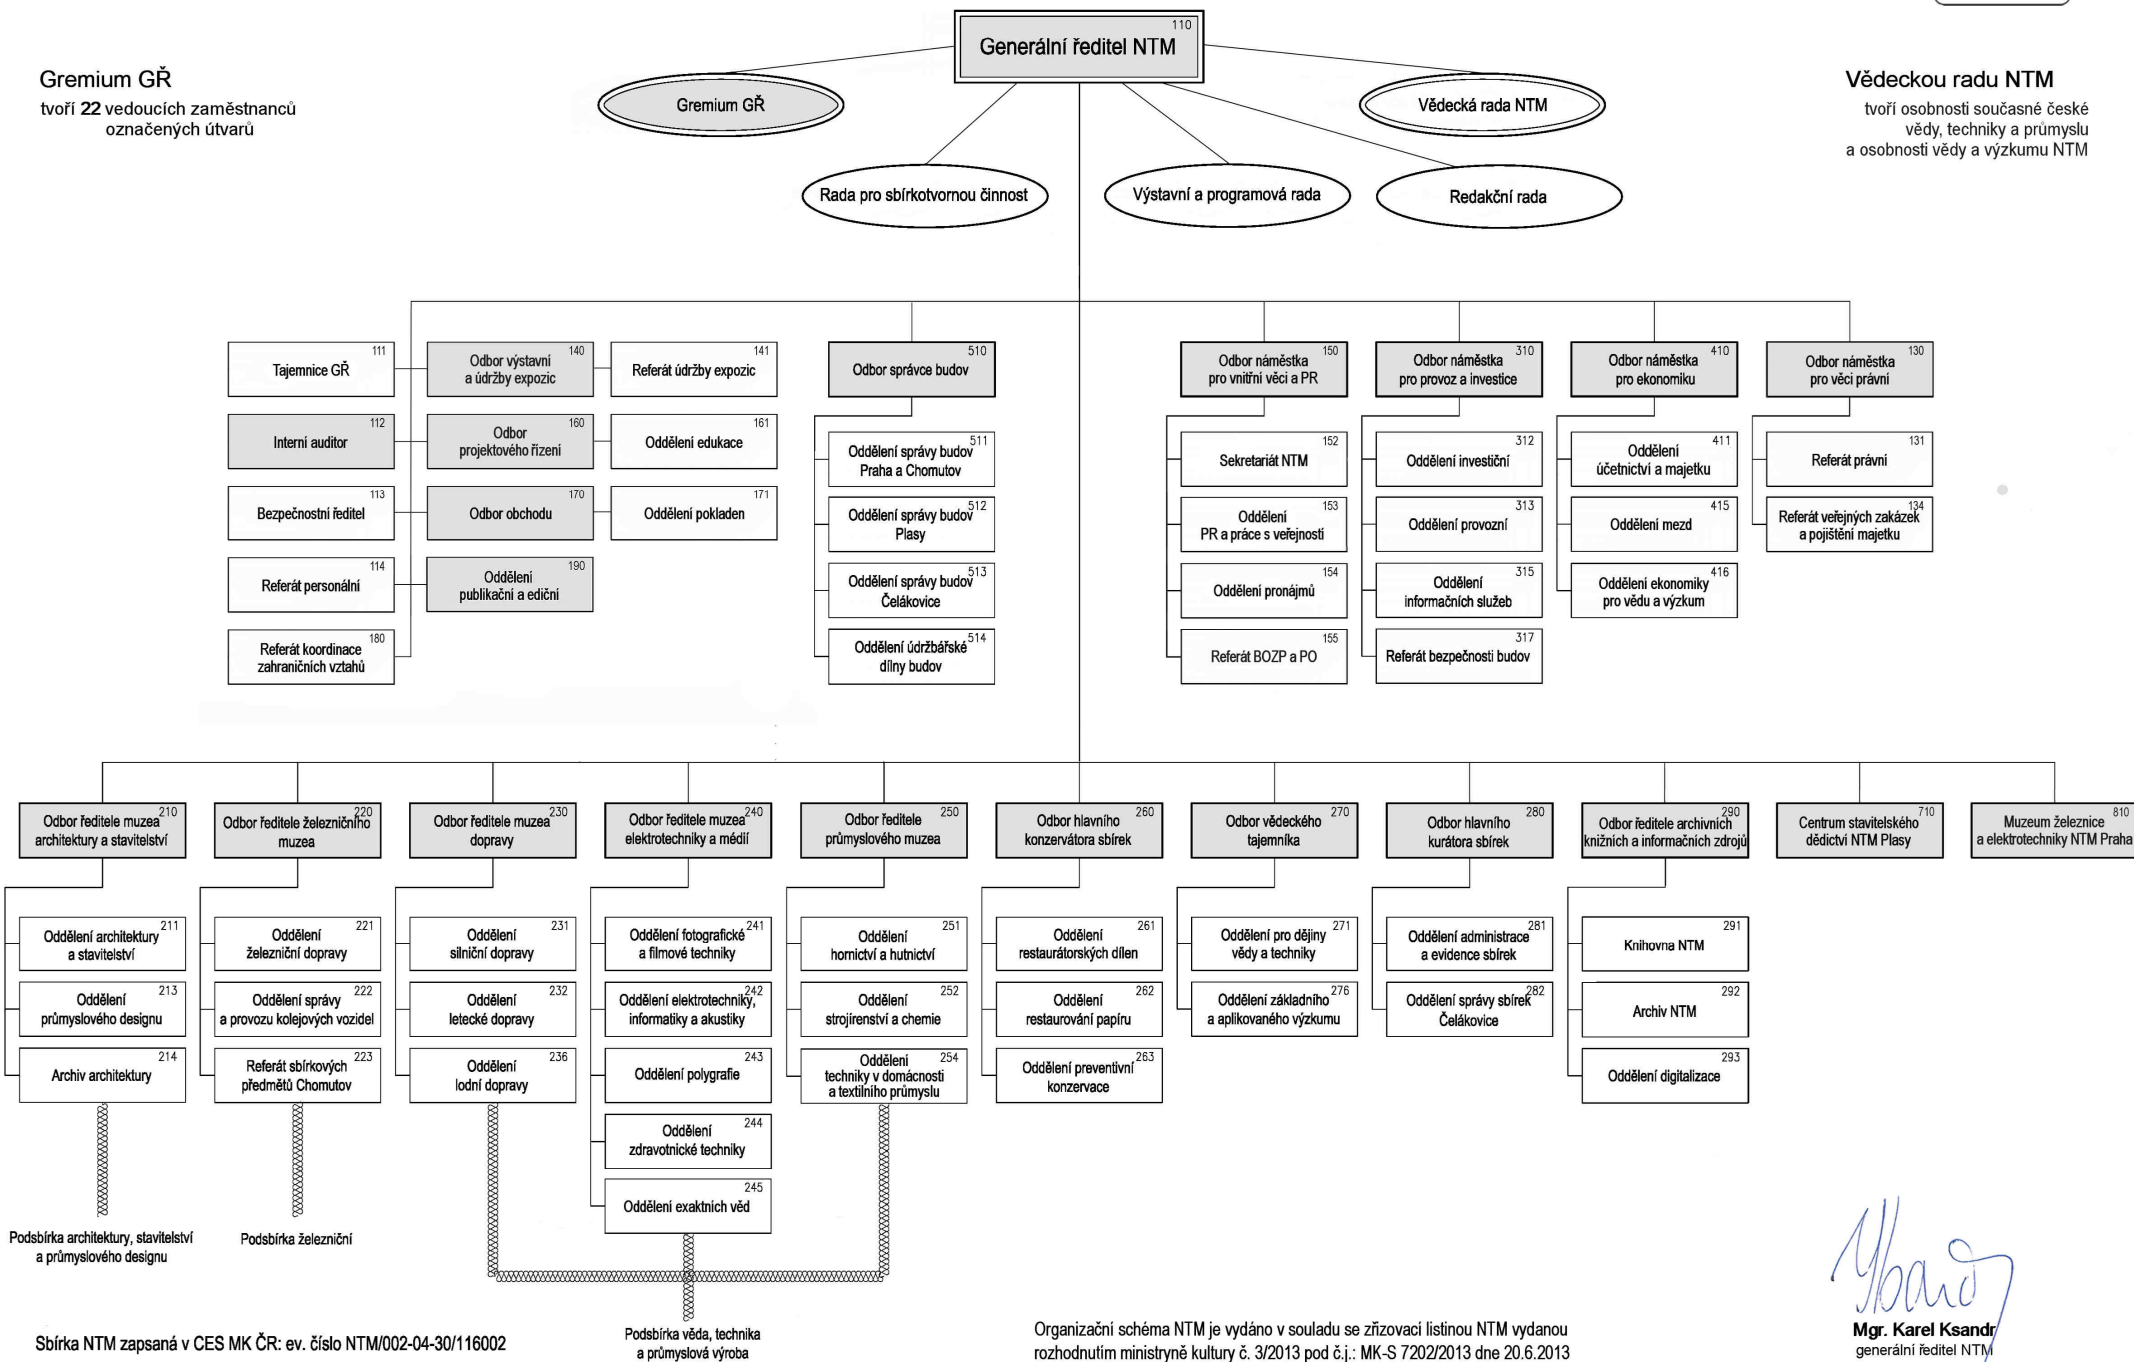 110
Generální ředitel NTM
Gremium GŘ
tvoří 22 vedoucích zaměstnanců
označených útvarů
Gremium GŘ
Vědecká rada NTM
Vědeckou radu NTM
tvoří osobnosti současné české
vědy, techniky a průmyslu
a osobnosti vědy a výzkumu NTM
Rada pro sbírkotvornou činnost
Výstavní a programová rada
Redakční rada
111
Tajemnice GŘ
140
Odbor výstavní
a údržby expozic
141
Referát údržby expozic
112
Interní auditor
160
Odbor
projektového řízení
161
Oddělení edukace
113
Bezpečnostní ředitel
170
Odbor obchodu
171
Oddělení pokladen
114
Referát personální
190
Oddělení
publikační a ediční
180
Referát koordinace
zahraničních vztahů
510
Odbor správce budov
511
Oddělení správy budov
Praha a Chomutov
512
Oddělení správy budov
Plasy
513
Oddělení správy budov
Čelákovice
514
Oddělení údržbářské
dílny budov
150
Odbor náměstka
pro vnitřní věci a PR
152
Sekretariát NTM
153
Oddělení
PR a práce s veřejností
154
Oddělení pronájmů
155
Referát BOZP a PO
310
Odbor náměstka
pro provoz a investice
312
Oddělení investiční
313
Oddělení provozní
315
Oddělení
informačních služeb
317
Referát bezpečnosti budov
410
Odbor náměstka
pro ekonomiku
411
Oddělení
účetnictví a majetku
415
Oddělení mezd
416
Oddělení ekonomiky
pro vědu a výzkum
130
Odbor náměstka
pro věci právní
131
Referát právní
134
Referát veřejných zakázek
a pojištění majetku
210
Odbor ředitele muzea
architektury a stavitelství
211
Oddělení architektury
a stavitelství
213
Oddělení
průmyslového designu
214
Archiv architektury
Podsbírka architektury, stavitelství
a průmyslového designu
220
Odbor ředitele železničního
muzea
221
Oddělení
železniční dopravy
222
Oddělení správy
a provozu kolejových vozidel
223
Referát sbírkových
předmětů Chomutov
Podsbírka železniční
230
Odbor ředitele muzea
dopravy
231
Oddělení
silniční dopravy
232
Oddělení
letecké dopravy
236
Oddělení
lodní dopravy
240
Odbor ředitele muzea
elektrotechniky a médií
241
Oddělení fotografické
a filmové techniky
242
Oddělení elektrotechniky,
informatiky a akustiky
243
Oddělení polygrafie
244
Oddělení
zdravotnické techniky
245
Oddělení exaktních věd
Podsbírka věda, technika
a průmyslová výroba
250
Odbor ředitele
průmyslového muzea
251
Oddělení
hornictví a hutnictví
252
Oddělení
strojírenství a chemie
254
Oddělení
techniky v domácnosti
a textilního průmyslu
260
Odbor hlavního
konzervátora sbírek
261
Oddělení
restaurátorských dílen
262
Oddělení
restaurování papíru
263
Oddělení preventivní
konzervace
270
Odbor vědeckého
tajemníka
271
Oddělení pro dějiny
vědy a techniky
276
Oddělení základního
a aplikovaného výzkumu
280
Odbor hlavního
kurátora sbírek
281
Oddělení administrace
a evidence sbírek
282
Oddělení správy sbírek
Čelákovice
290
Odbor ředitele archivních
knižních a informačních zdrojů
291
Knihovna NTM
292
Archiv NTM
293
Oddělení digitalizace
710
Centrum stavitelského
dědictví NTM Plasy
810
Muzeum železnice
a elektrotechniky NTM Praha
Sbírka NTM zapsaná v CES MK ČR: ev. číslo NTM/002-04-30/116002
Organizační schéma NTM je vydáno v souladu se zřizovací listinou NTM vydanou
rozhodnutím ministryně kultury č. 3/2013 pod č.j.: MK-S 7202/2013 dne 20.6.2013
Mgr. Karel Ksandr
generální ředitel NTM